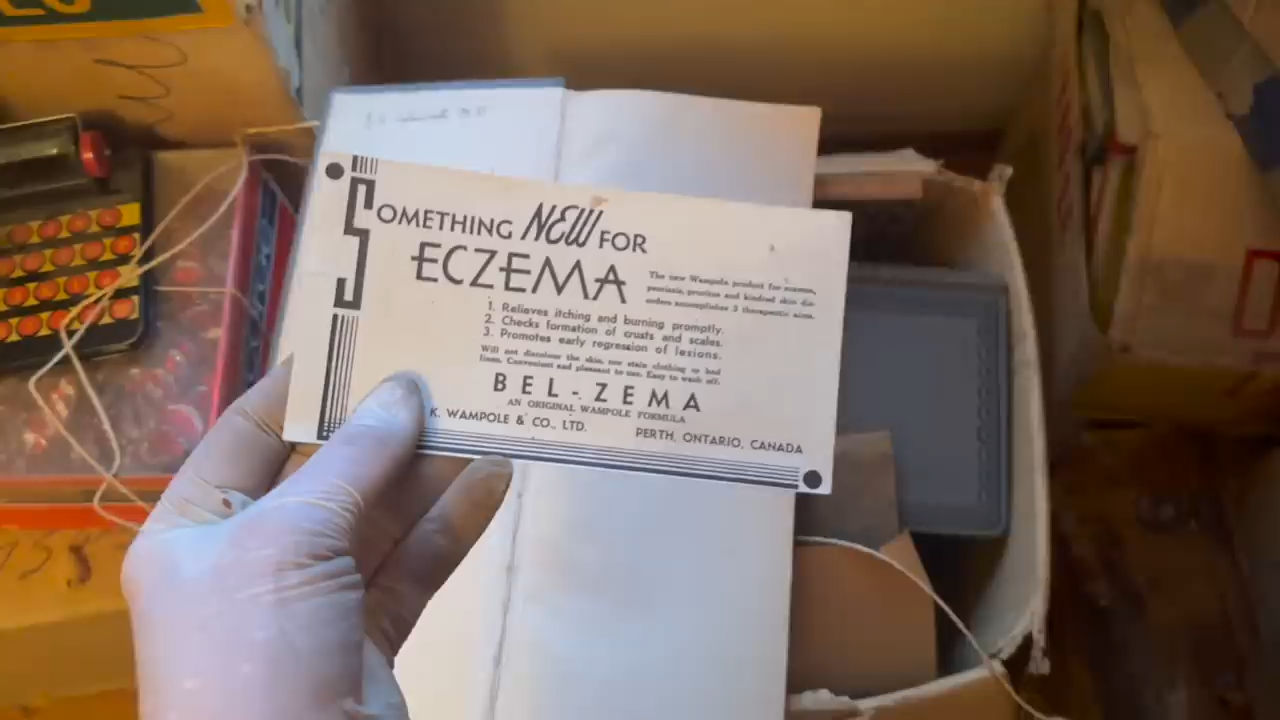 SOMETHING NEW FOR
ECZEMA
The new Wampole product for eczema,
psoriasis, pruritus and kindred skin dis-
orders accomplishes 3 therapeutic aims.
1. Relieves itching and burning promptly.
2. Checks formation of crusts and scales.
3. Promotes early regression of lesions.
Will not discolour the skin, nor stain clothing or bed
linen. Convenient and pleasant to use. Easy to wash off.
BEL-ZEMA
AN ORIGINAL WAMPOLE FORMULA
K. WAMPOLE & CO., LTD.
PERTH, ONTARIO, CANADA